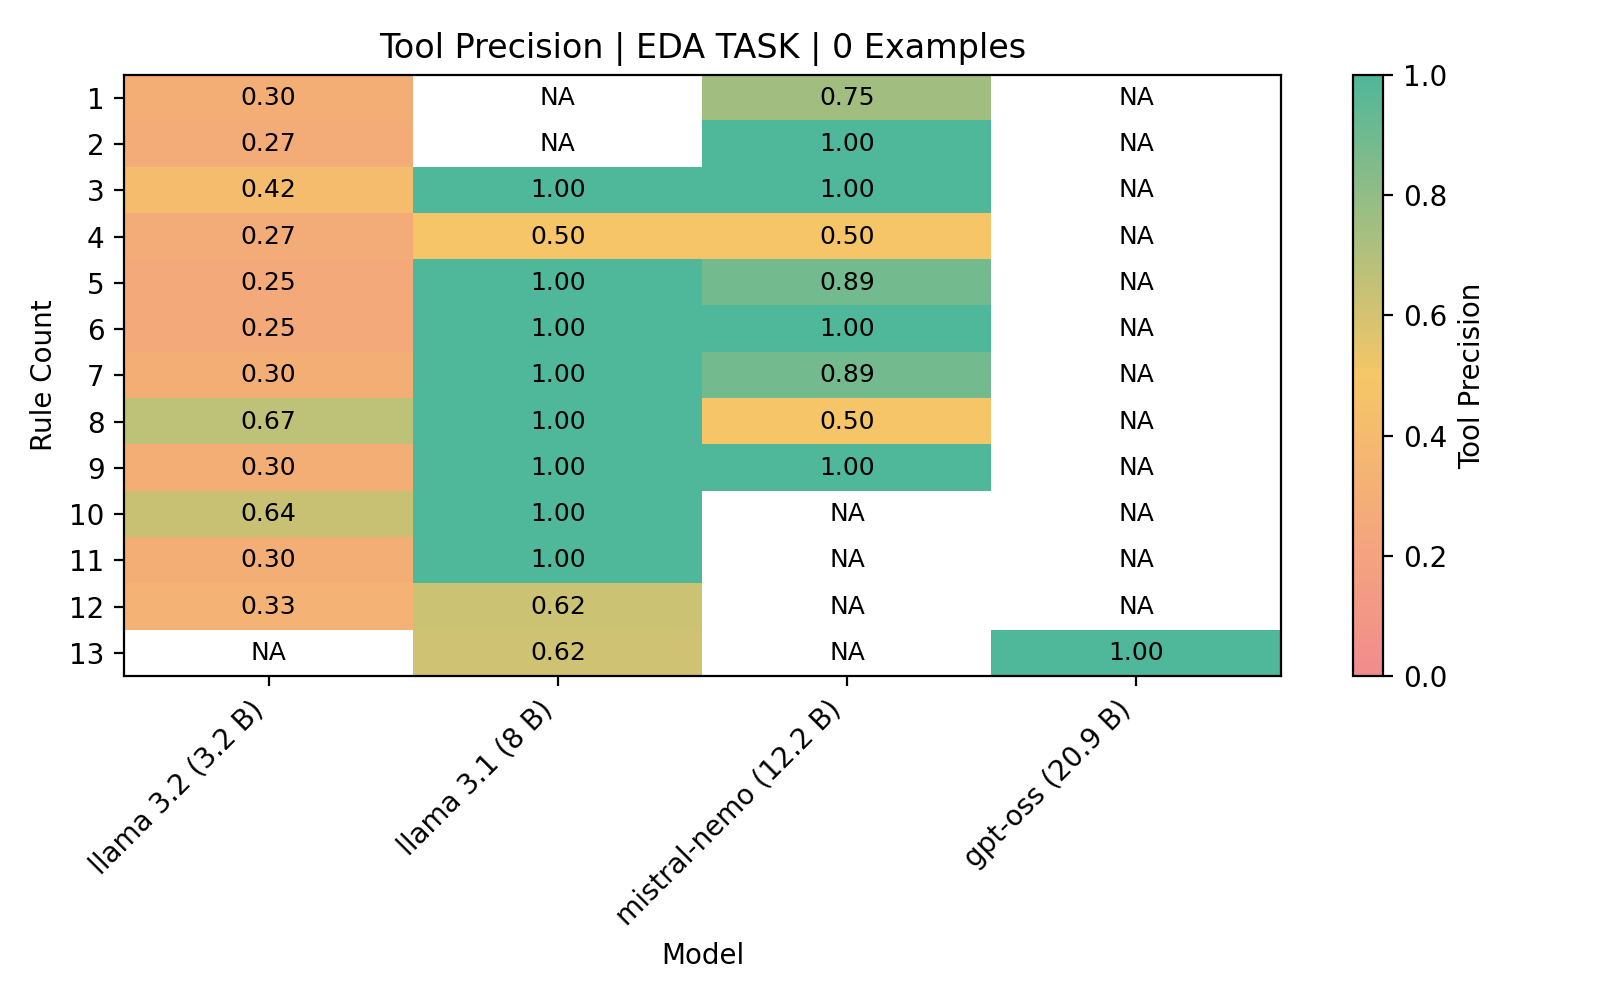 Tool Precision | EDA TASK | 0 Examples
1 0.30 NA 0.75 NA
2 0.27 NA 1.00 NA
3 0.42 1.00 1.00 NA
4 0.27 0.50 0.50 NA
5 0.25 1.00 0.89 NA
6 0.25 1.00 1.00 NA
7 0.30 1.00 0.89 NA
8 0.67 1.00 0.50 NA
9 0.30 1.00 1.00 NA
10 0.64 1.00 NA NA
11 0.30 1.00 NA NA
12 0.33 0.62 NA NA
13 NA 0.62 NA 1.00
Rule Count
llama 3.2 (3.2 B)
llama 3.1 (8 B)
mistral-nemo (12.2 B)
gpt-oss (20.9 B)
Model
1.0
0.8
0.6
0.4
0.2
0.0
Tool Precision